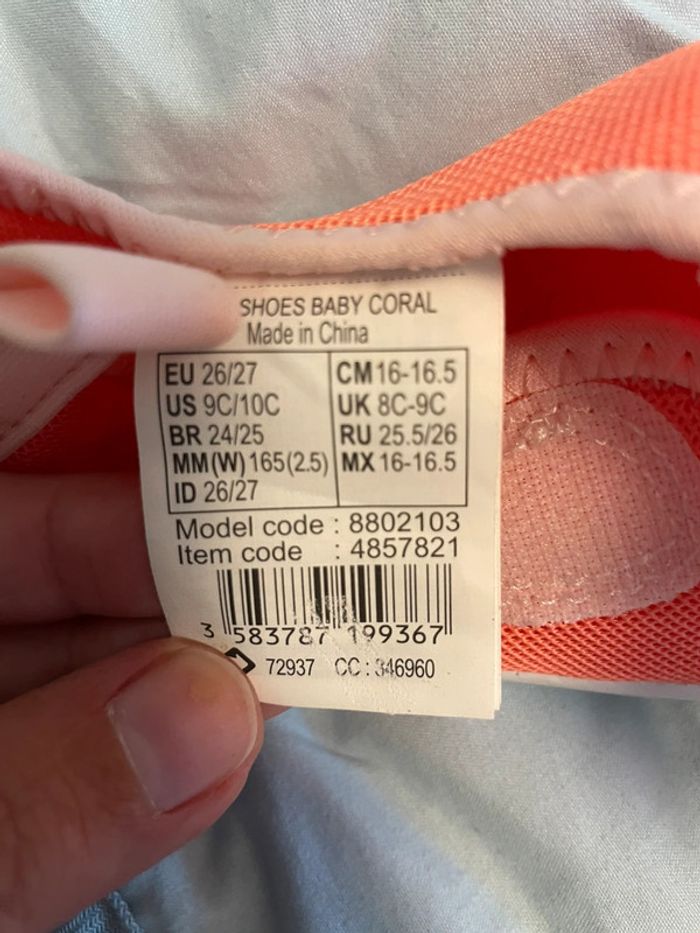 SHOES BABY CORAL
Made in China
EU 26/27 CM 16-16.5
US 9C/10C UK 8C-9C
BR 24/25 RU 25.5/26
MM(W) 165(2.5) MX 16-16.5
ID 26/27
Model code : 8802103
Item code : 4857821
3 583787 199367
72937 CC : 346960